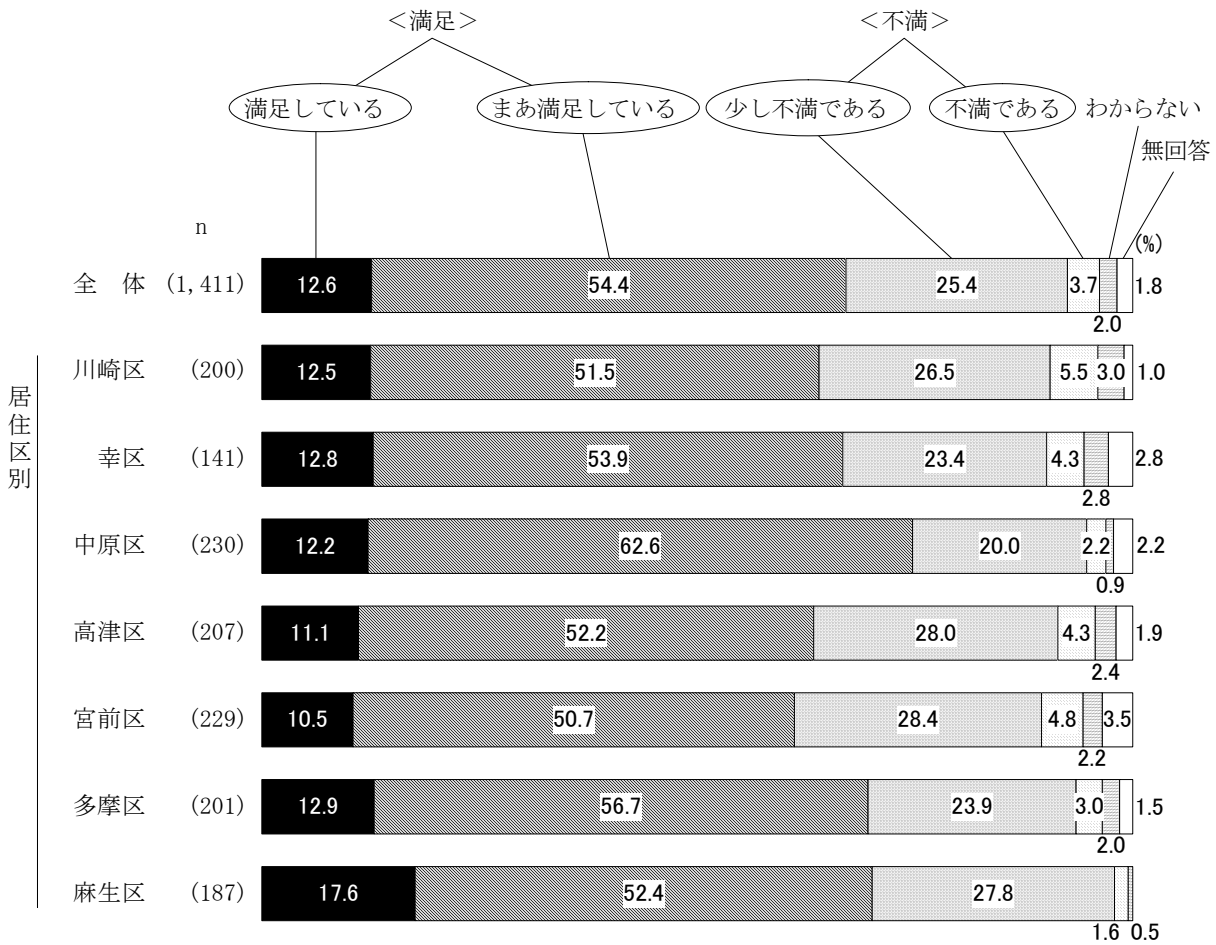 ＜満足＞ ＜不満＞
満足している まあ満足している 少し不満である 不満である わからない
無回答
n
(%)
全 体 (1,411) 12.6 54.4 25.4 3.7 1.8
2.0
川崎区 (200) 12.5 51.5 26.5 5.5 3.0 1.0
居住区別
幸区 (141) 12.8 53.9 23.4 4.3 2.8
2.8
中原区 (230) 12.2 62.6 20.0 2.2 2.2
0.9
高津区 (207) 11.1 52.2 28.0 4.3 1.9
2.4
宮前区 (229) 10.5 50.7 28.4 4.8 3.5
2.2
多摩区 (201) 12.9 56.7 23.9 3.0 1.5
2.0
麻生区 (187) 17.6 52.4 27.8
1.6 0.5